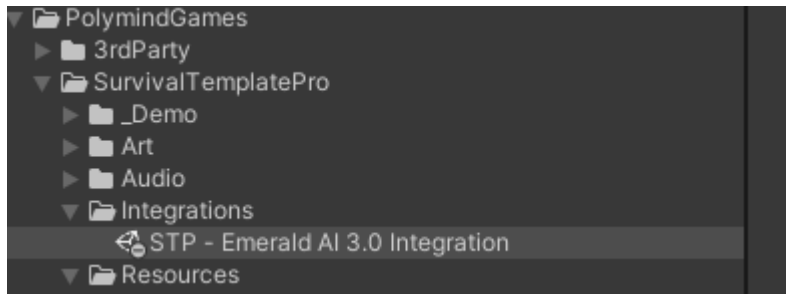 PolymindGames
3rdParty
SurvivalTemplatePro
_Demo
Art
Audio
Integrations
STP - Emerald AI 3.0 Integration
Resources